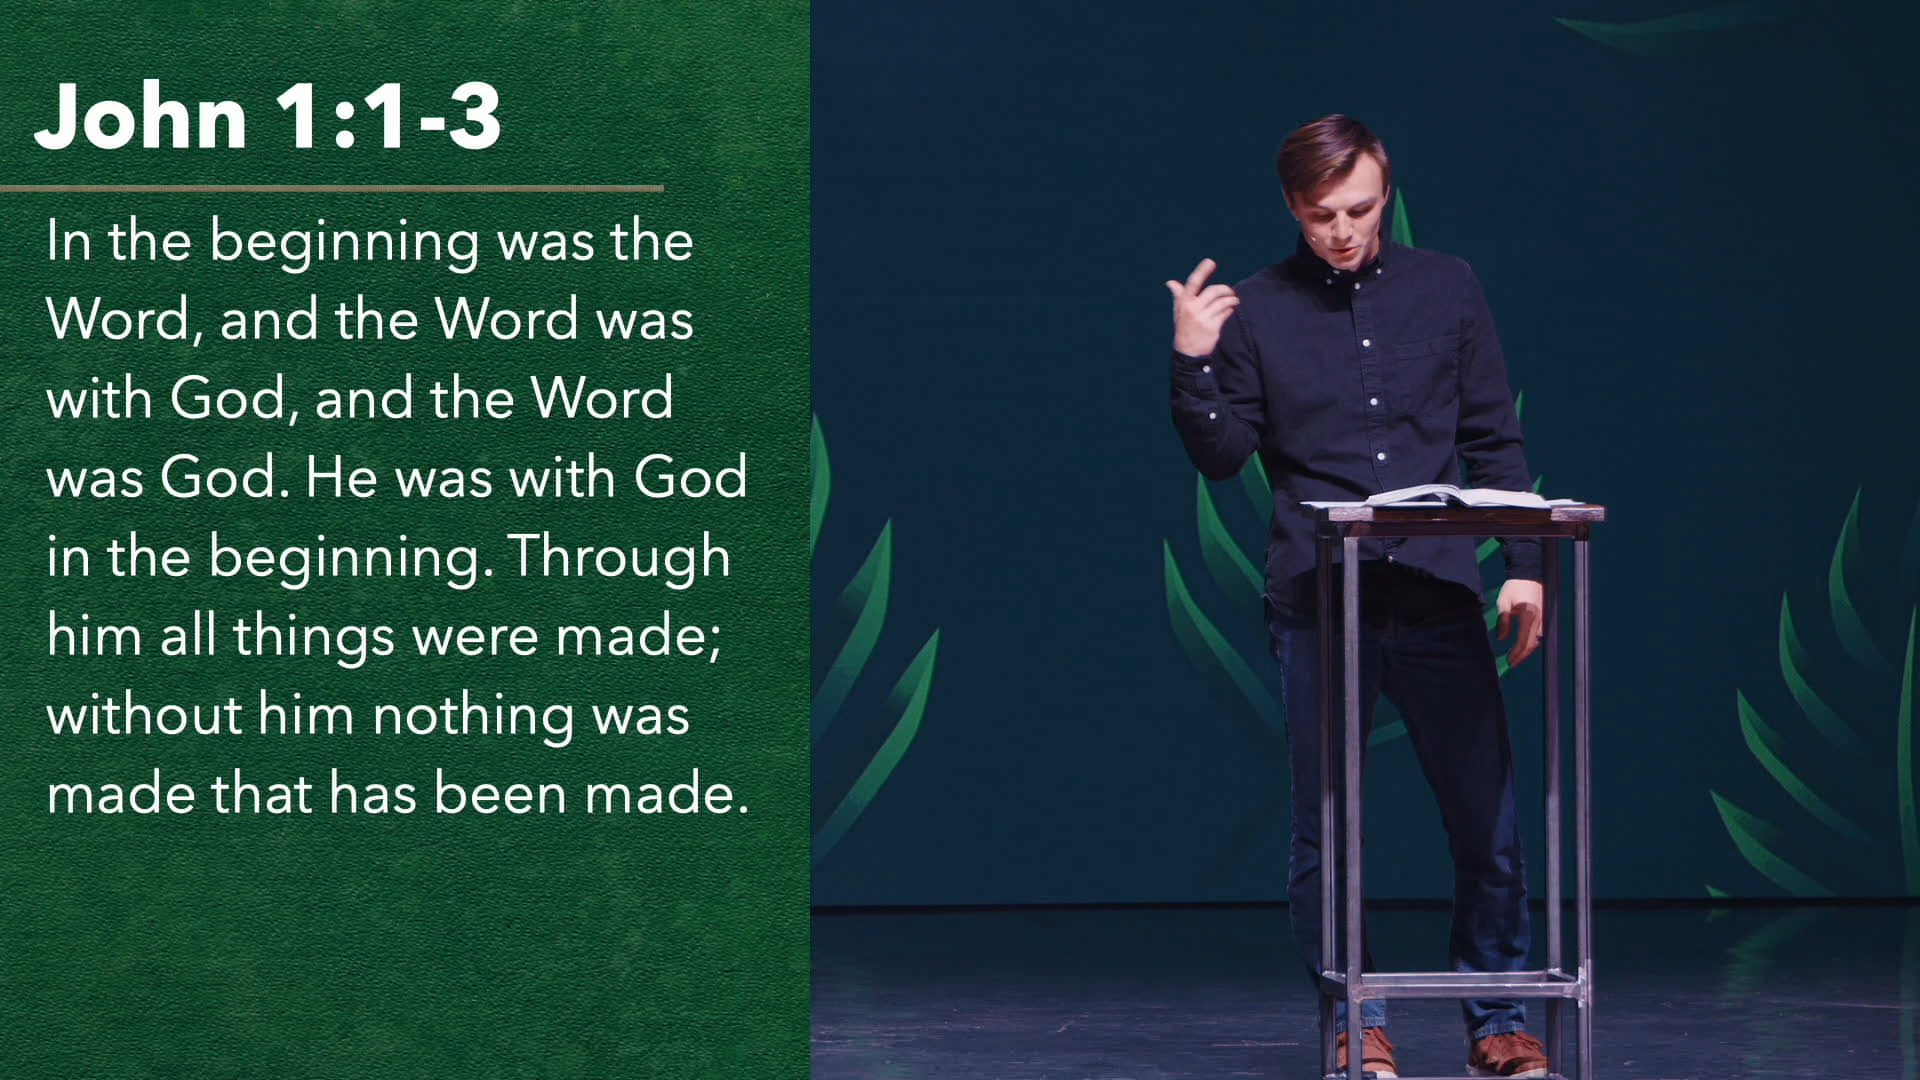 John 1:1-3
In the beginning was the
Word, and the Word was
with God, and the Word
was God. He was with God
in the beginning. Through
him all things were made;
without him nothing was
made that has been made.